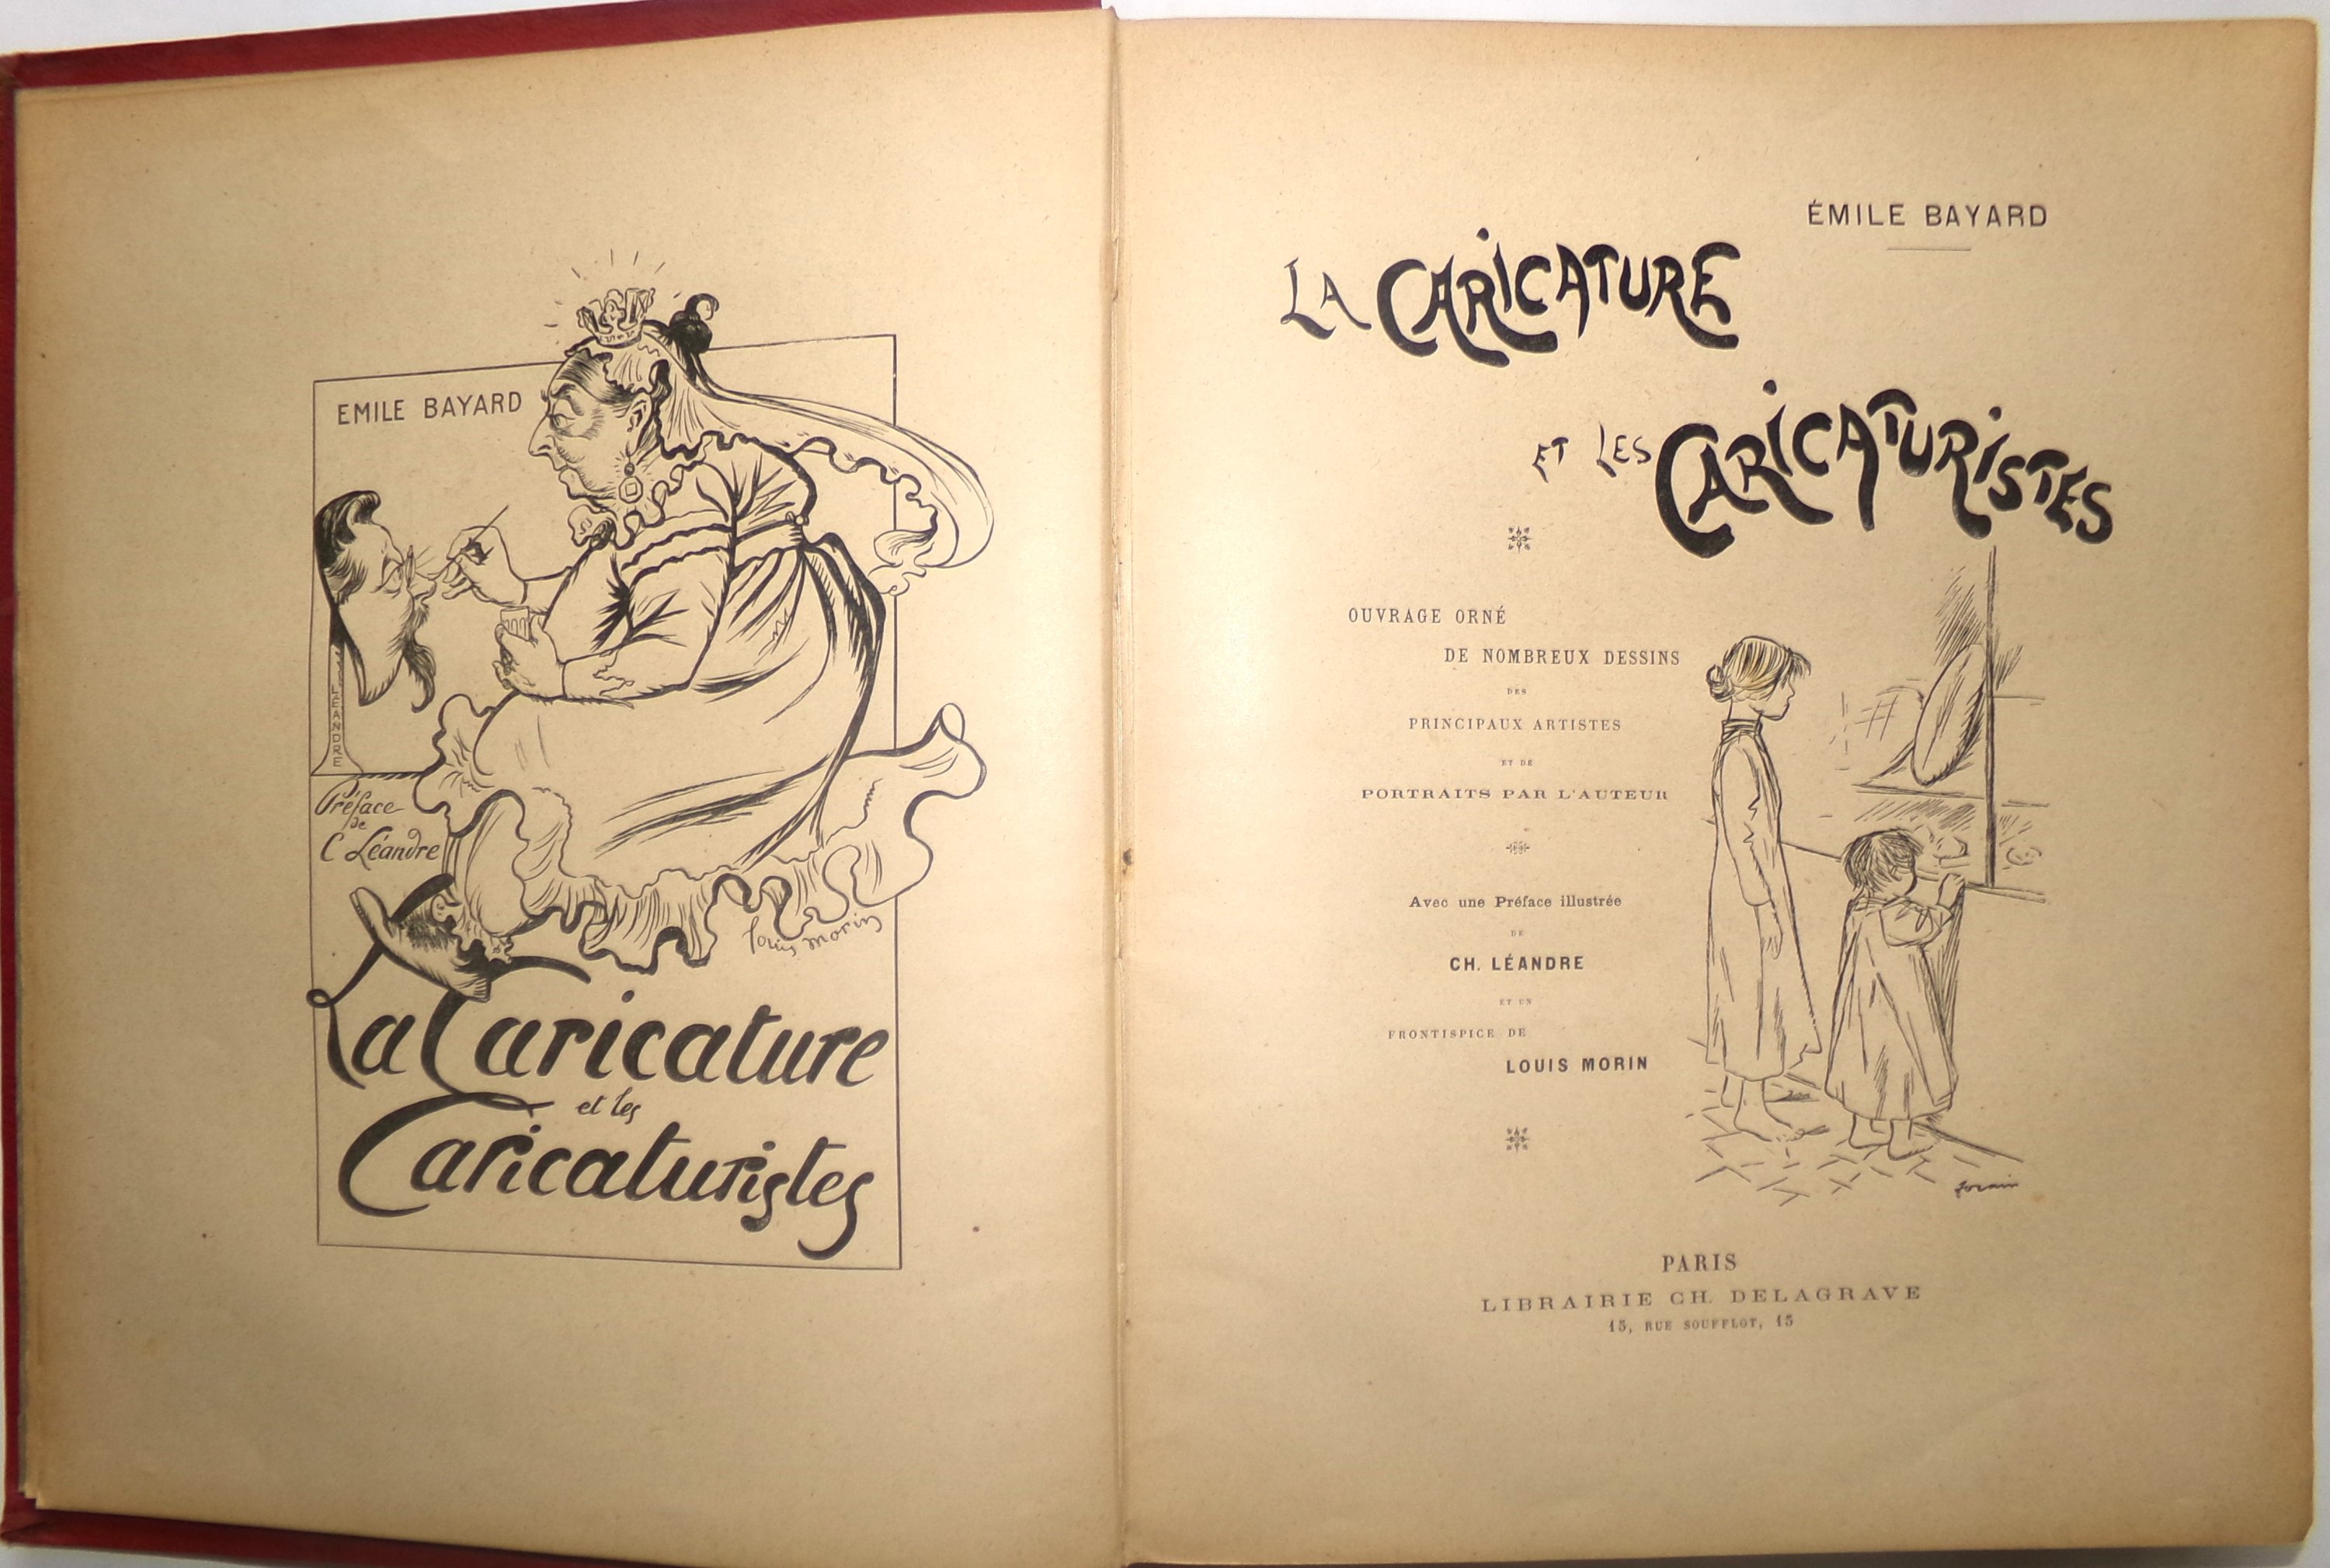 EMILE BAYARD
LÉANDRE
Préface
de
C Léandre
louis morin
La Caricature
et les
Caricaturistes
ÉMILE BAYARD
LA CARICATURE
ET LES CARICATURISTES
OUVRAGE ORNÉ
DE NOMBREUX DESSINS
DES
PRINCIPAUX ARTISTES
ET DE
PORTRAITS PAR L'AUTEUR
Avec une Préface illustrée
DE
CH. LÉANDRE
ET UN
FRONTISPICE DE
LOUIS MORIN
forain
PARIS
LIBRAIRIE CH. DELAGRAVE
15, RUE SOUFFLOT, 15